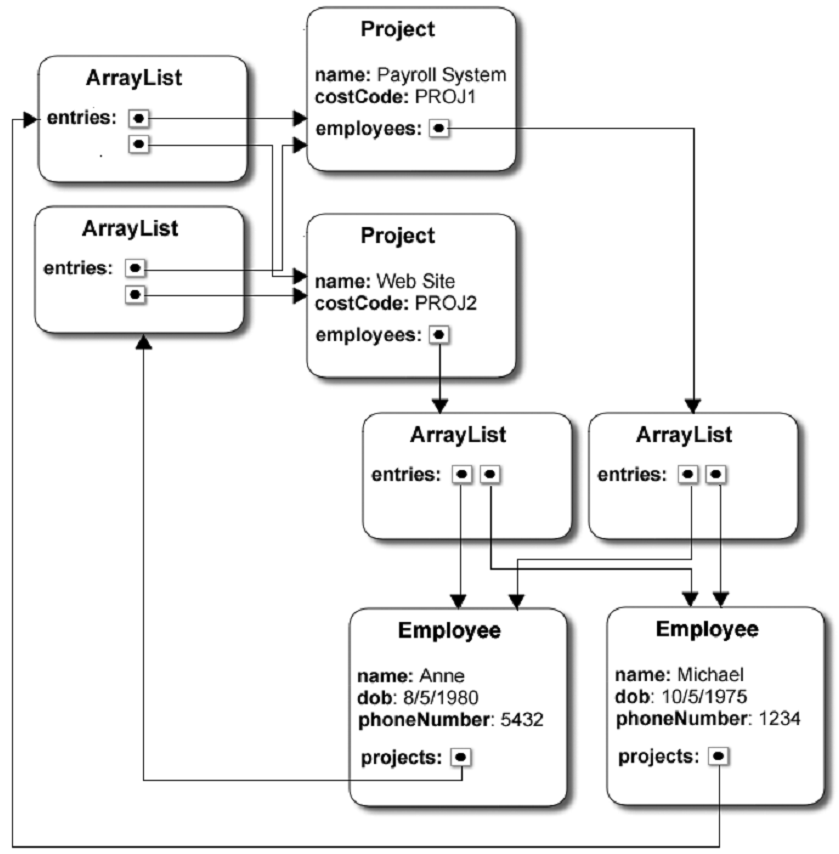 Project
name: Payroll System
costCode: PROJ1
employees:
ArrayList
entries:
ArrayList
entries:
Project
name: Web Site
costCode: PROJ2
employees:
ArrayList
entries:
ArrayList
entries:
Employee
name: Anne
dob: 8/5/1980
phoneNumber: 5432
projects:
Employee
name: Michael
dob: 10/5/1975
phoneNumber: 1234
projects: